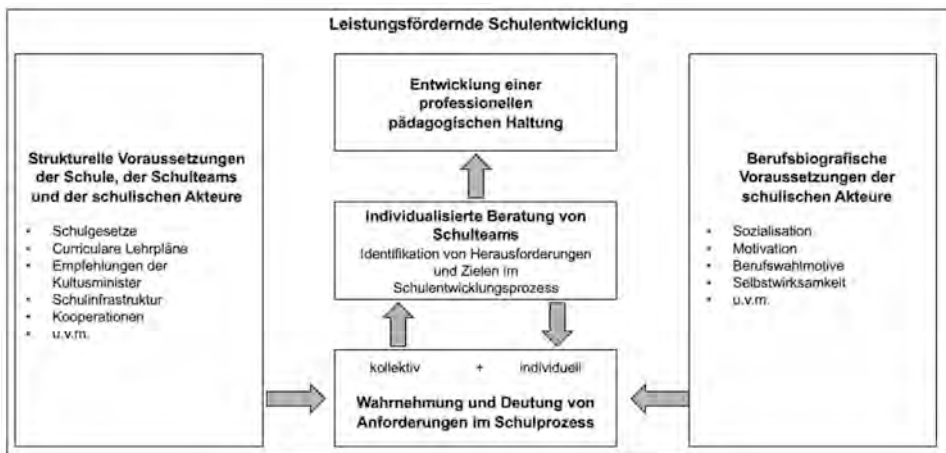 Leistungsfördernde Schulentwicklung
Strukturelle Voraussetzungen
der Schule, der Schulteams
und der schulischen Akteure
• Schulgesetze
• Curriculare Lehrpläne
• Empfehlungen der
Kultusminister
• Schulinfrastruktur
• Kooperationen
• u.v.m.
Entwicklung einer
professionellen
pädagogischen Haltung
Individualisierte Beratung von
Schulteams
Identifikation von Herausforderungen
und Zielen im
Schulentwicklungsprozess
kollektiv + individuell
Wahrnehmung und Deutung von
Anforderungen im Schulprozess
Berufsbiografische
Voraussetzungen der
schulischen Akteure
• Sozialisation
• Motivation
• Berufswahlmotive
• Selbstwirksamkeit
• u.v.m.